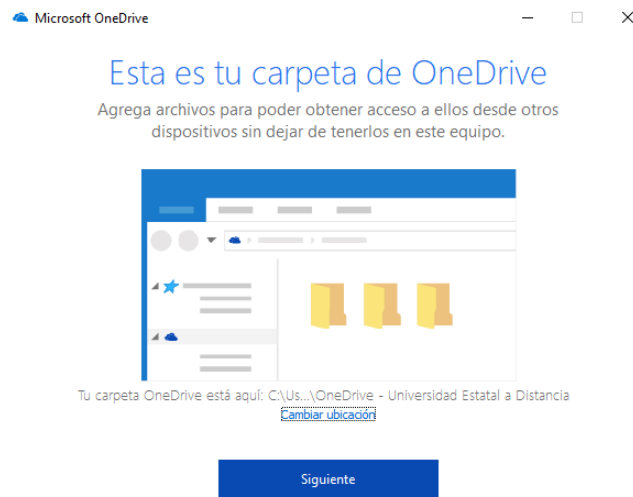 Microsoft OneDrive
Esta es tu carpeta de OneDrive
Agrega archivos para poder obtener acceso a ellos desde otros
dispositivos sin dejar de tenerlos en este equipo.
Tu carpeta OneDrive está aquí: C:\Us...\OneDrive - Universidad Estatal a Distancia
Cambiar ubicación
Siguiente